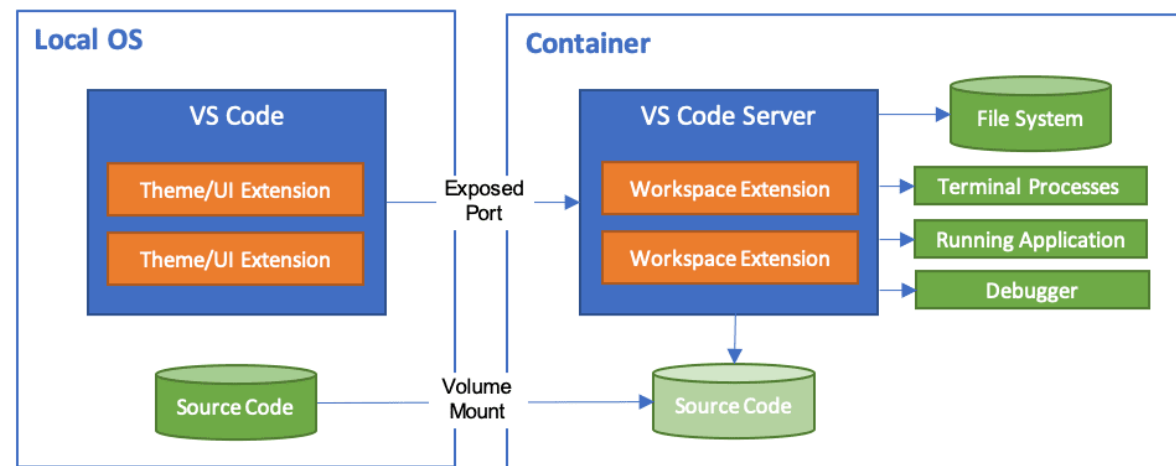 Local OS
Container
VS Code
VS Code Server
File System
Theme/UI Extension
Exposed
Port
Workspace Extension
Terminal Processes
Theme/UI Extension
Workspace Extension
Running Application
Debugger
Source Code
Volume
Mount
Source Code